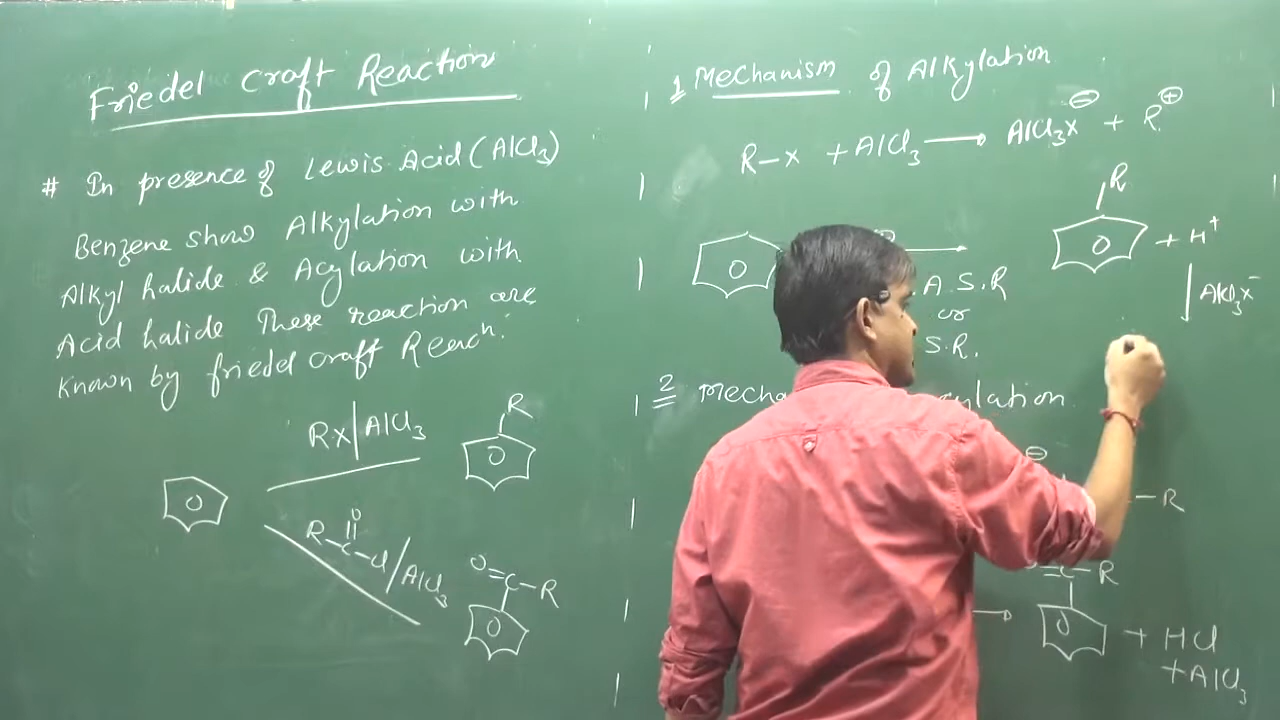 Friedel Craft Reaction
# In presence of Lewis Acid (AlCl3)
Benzene show Alkylation with
Alkyl halide & Acylation with
Acid halide These reaction are
known by friedel craft Reacn.
RX/AlCl3
R
O
O
R-C-Cl/AlCl3
O=C-R
1 Mechanism of Alkylation
R-X + AlCl3 → AlCl3X⊖ + R⊕
R
+ H+
AlCl3X-
A.S.R
or
S.R.
2 Mecha ylation
⊖
-R
=C-R
+ HCl
+AlCl3